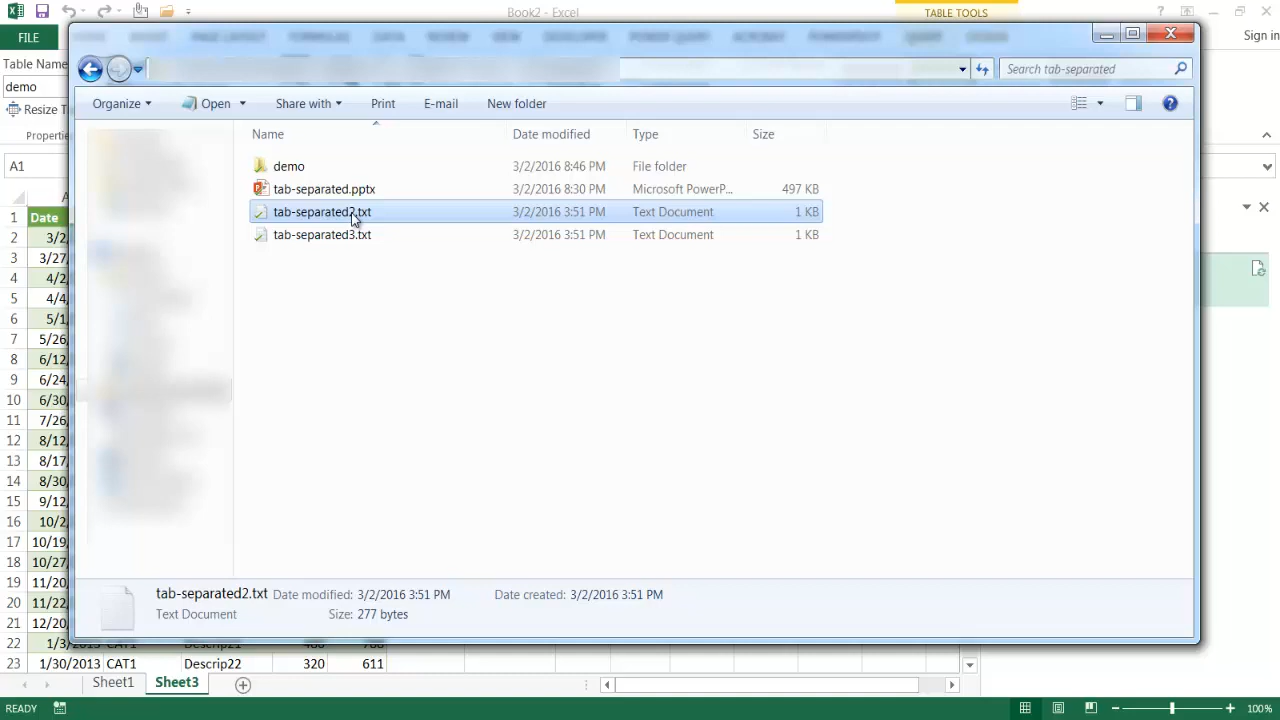 Book2 - Excel
TABLE TOOLS
FILE
Sign in
Table Name
demo
Resize T
Properti
Search tab-separated
Organize
Open
Share with
Print
E-mail
New folder
A1
Name
Date modified
Type
Size
demo
3/2/2016 8:46 PM
File folder
tab-separated.pptx
3/2/2016 8:30 PM
Microsoft PowerP...
497 KB
tab-separated2.txt
3/2/2016 3:51 PM
Text Document
1 KB
tab-separated3.txt
3/2/2016 3:51 PM
Text Document
1 KB
A
1 Date
2 3/2/
3 3/27/
4 4/2/
5 4/4/
6 5/1/
7 5/26/
8 6/12/
9 6/24/
10 6/30/
11 7/26/
12 8/12/
13 8/17/
14 8/30/
15 9/12/
16 10/2/
17 10/19/
18 10/27/
19 11/20/
20 11/22/
21 12/20/
tab-separated2.txt Date modified: 3/2/2016 3:51 PM Date created: 3/2/2016 3:51 PM
Text Document Size: 277 bytes
22 1/3/2013 CAT1
23 1/30/2013 CAT1 Descrip22 320 611
Sheet1 Sheet3
READY
100%